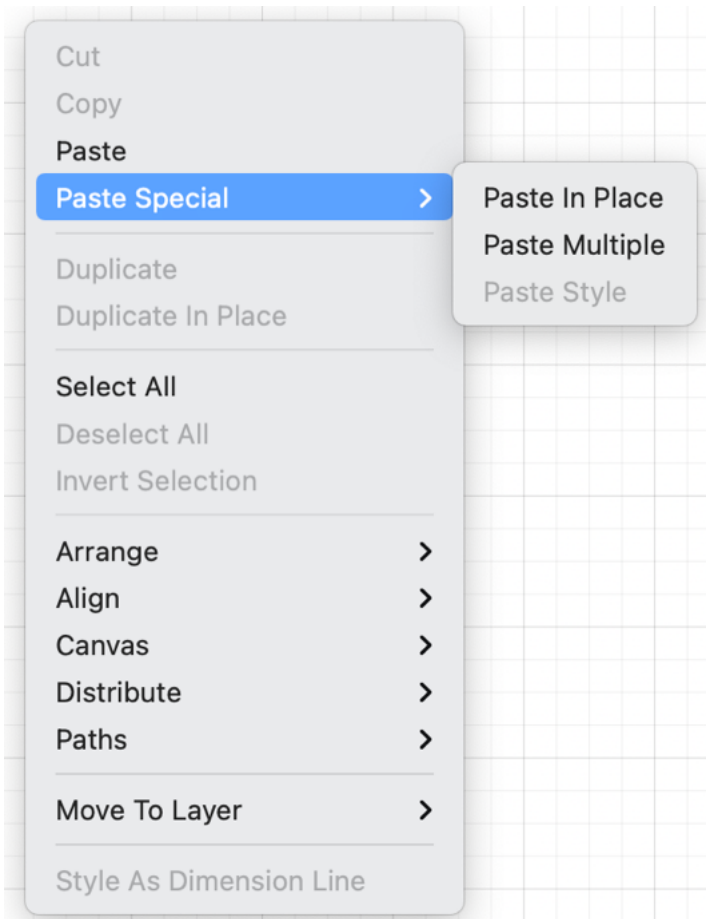 Cut
Copy
Paste
Paste Special
Paste In Place
Paste Multiple
Paste Style
Duplicate
Duplicate In Place
Select All
Deselect All
Invert Selection
Arrange
Align
Canvas
Distribute
Paths
Move To Layer
Style As Dimension Line